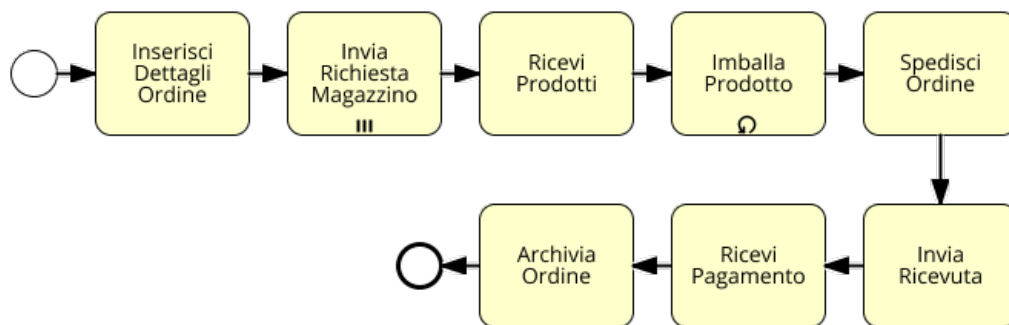 Inserisci
Dettagli
Ordine
Invia
Richiesta
Magazzino
Ricevi
Prodotti
Imballa
Prodotto
Spedisci
Ordine
Archivia
Ordine
Ricevi
Pagamento
Invia
Ricevuta